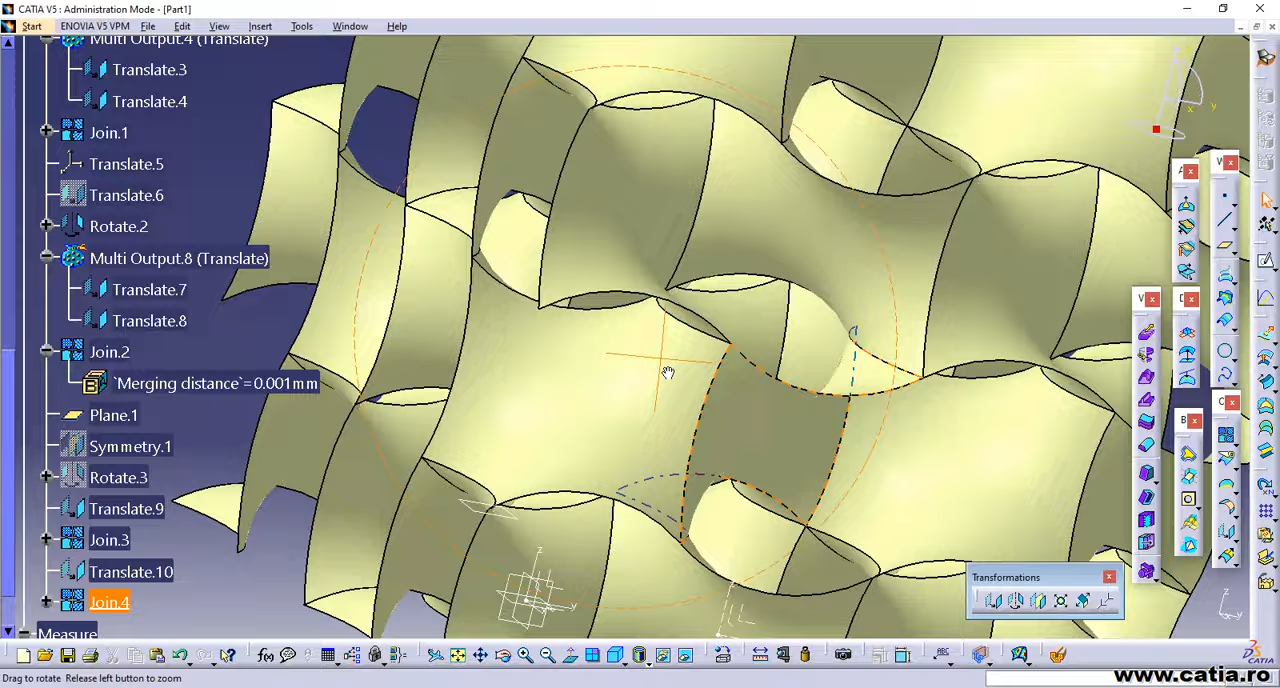 CATIA V5 : Administration Mode - [Part1]
Start ENOVIA V5 VPM File Edit View Insert Tools Window Help
Multi Output.4 (Translate)
Translate.3
Translate.4
Join.1
Translate.5
Translate.6
Rotate.2
Multi Output.8 (Translate)
Translate.7
Translate.8
Join.2
`Merging distance`=0.001mm
Plane.1
Symmetry.1
Rotate.3
Translate.9
Join.3
Translate.10
Join.4
Measure
Transformations
Drag to rotate Release left button to zoom
CATIA
www.catia.ro